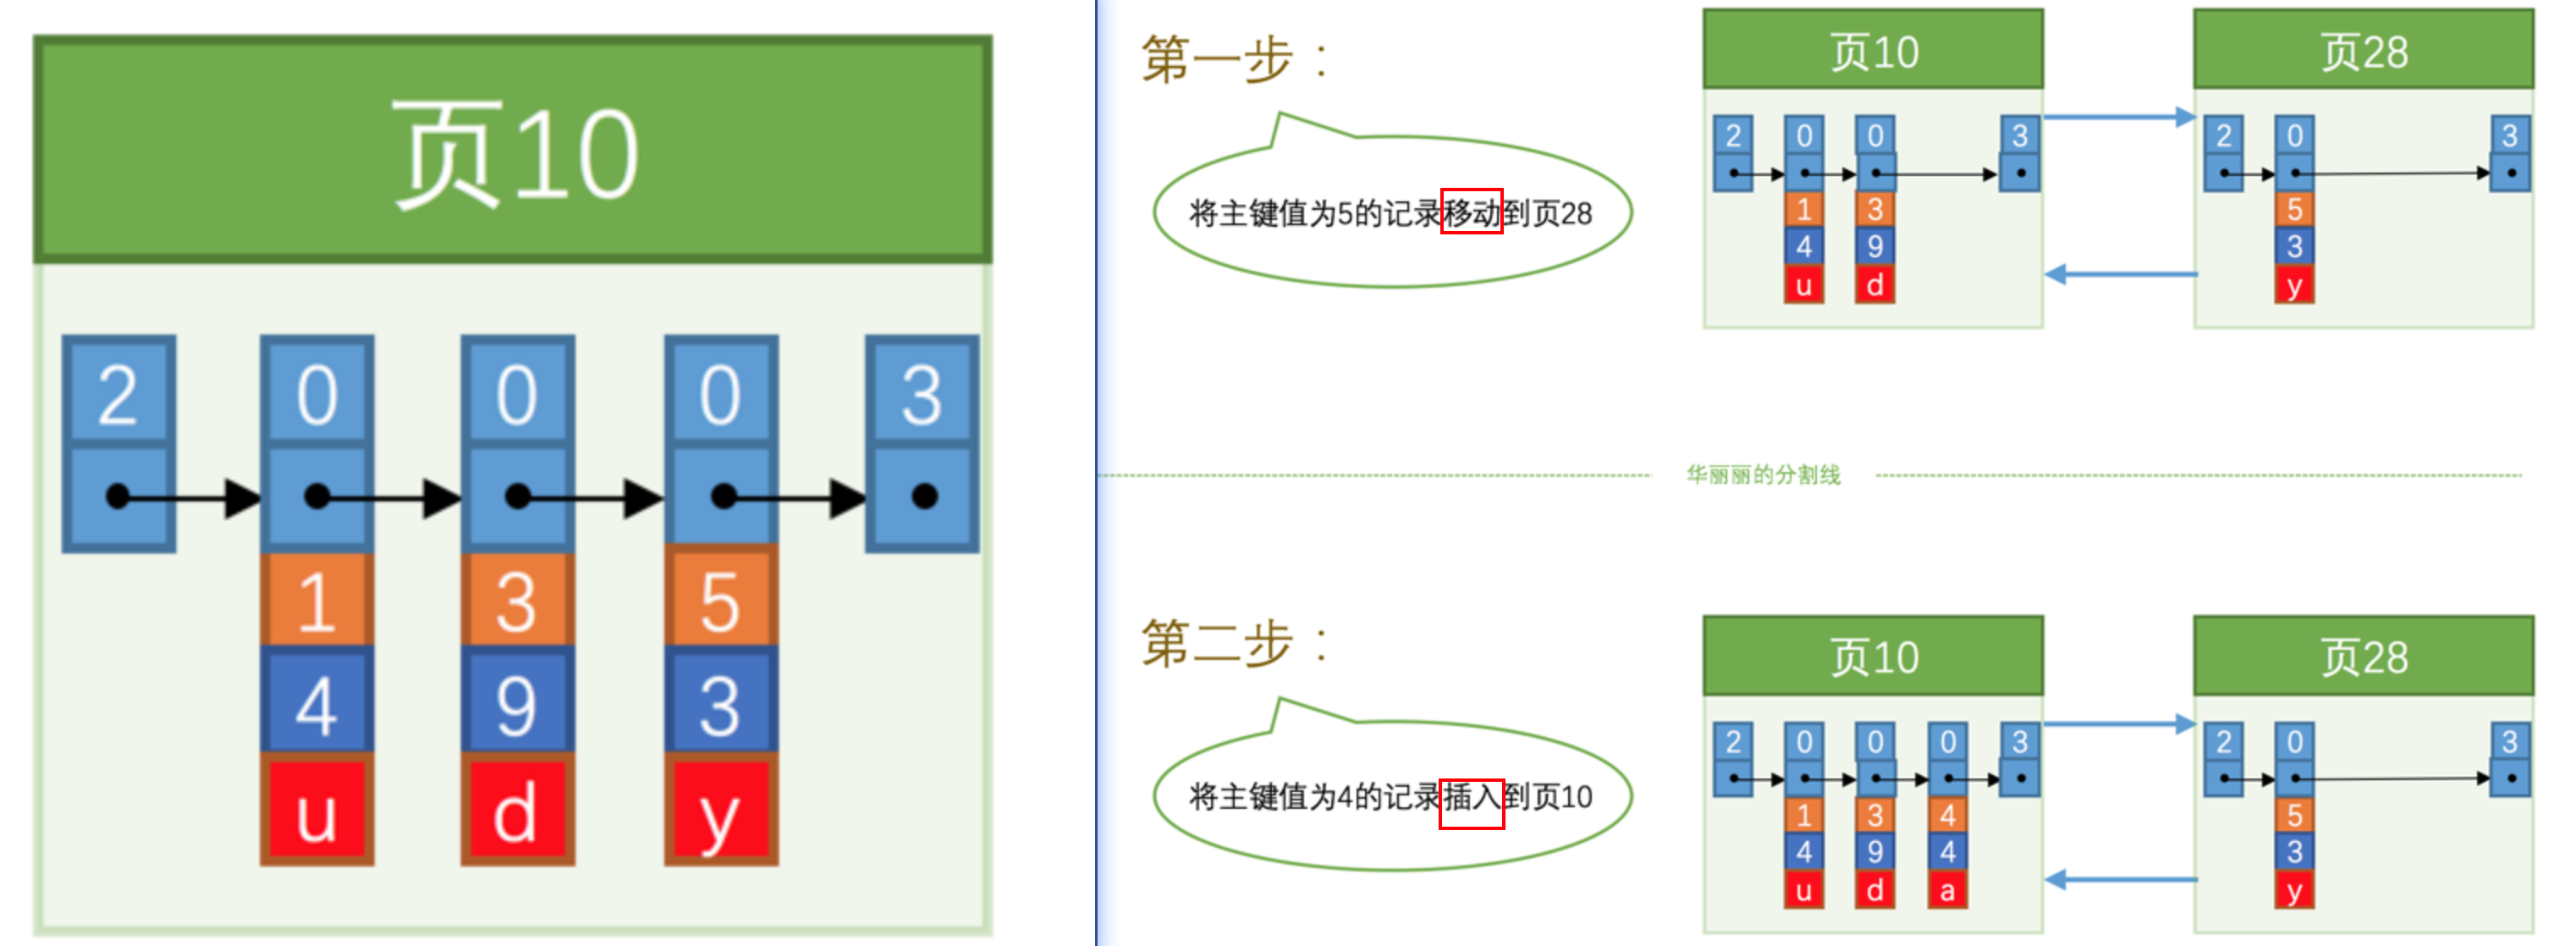 页10
2 0 0 0 3
1 3 5
4 9 3
u d y
第一步：
将主键值为5的记录移动到页28
页10 页28
2 0 0 3 2 0 3
1 3 5
4 9 3
u d y
华丽丽的分割线
第二步：
将主键值为4的记录插入到页10
页10 页28
2 0 0 0 3 2 0 3
1 3 4 5
4 9 4 3
u d a y